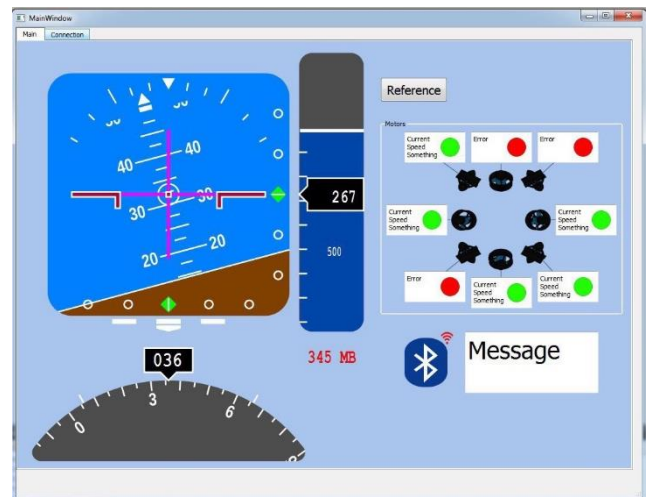 MainWindow
Main
Connection
Reference
Motors
Current
Speed
Something
Error
Error
40
40
30
30
20
20
267
500
Current
Speed
Something
Current
Speed
Something
Error
Current
Speed
Something
Current
Speed
Something
345 MB
Message
036
0
3
6